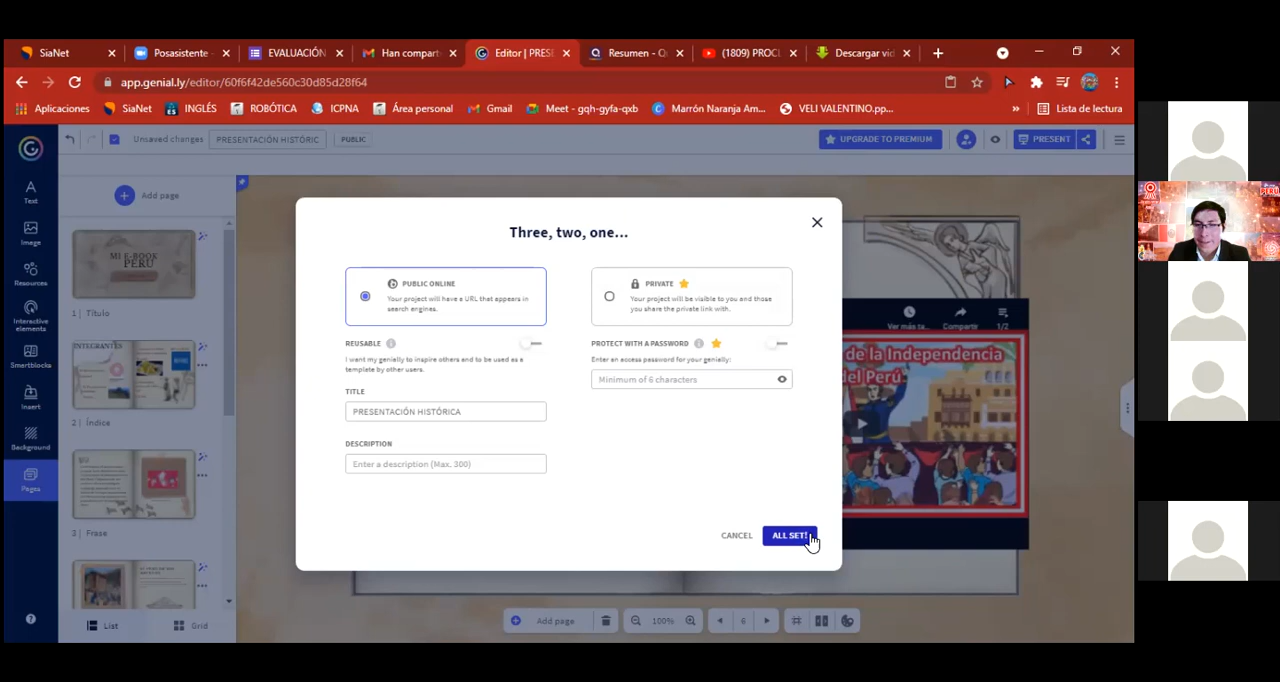 SiaNet
Posasistente
EVALUACIÓN
Han compart
Editor | PRES
Resumen - Q
(1809) PROCL
Descargar vid
app.genial.ly/editor/60f6f42de560c30d85d28f64
Aplicaciones
SiaNet
INGLÉS
ROBÓTICA
ICPNA
Área personal
Gmail
Meet - gqh-gyfa-qxb
Marrón Naranja Am...
VELI VALENTINO.pp...
»
Lista de lectura
Unsaved changes
PRESENTACIÓN HISTÓRIC
PUBLIC
UPGRADE TO PREMIUM
PRESENT
Text
Image
Resources
Interactive
elements
Smartblocks
Insert
Background
Pages
Add page
MI E-BOOK
PERÚ
1 | Título
INTEGRANTES
2 | Índice
3 | Frase
List
Grid
Three, two, one...
PUBLIC ONLINE
Your project will have a URL that appears in
search engines.
PRIVATE
Your project will be visible to you and those
you share the private link with.
REUSABLE
I want my genially to inspire others and to be used as a
template by other users.
PROTECT WITH A PASSWORD
Enter an access password for your genially:
Minimum of 6 characters
TITLE
PRESENTACIÓN HISTÓRICA
DESCRIPTION
Enter a description (Max. 300)
CANCEL
ALL SET!
Ver más ta...
Compartir
1/2
de la Independencia
del Perú
Add page
100%
6
PERÚ